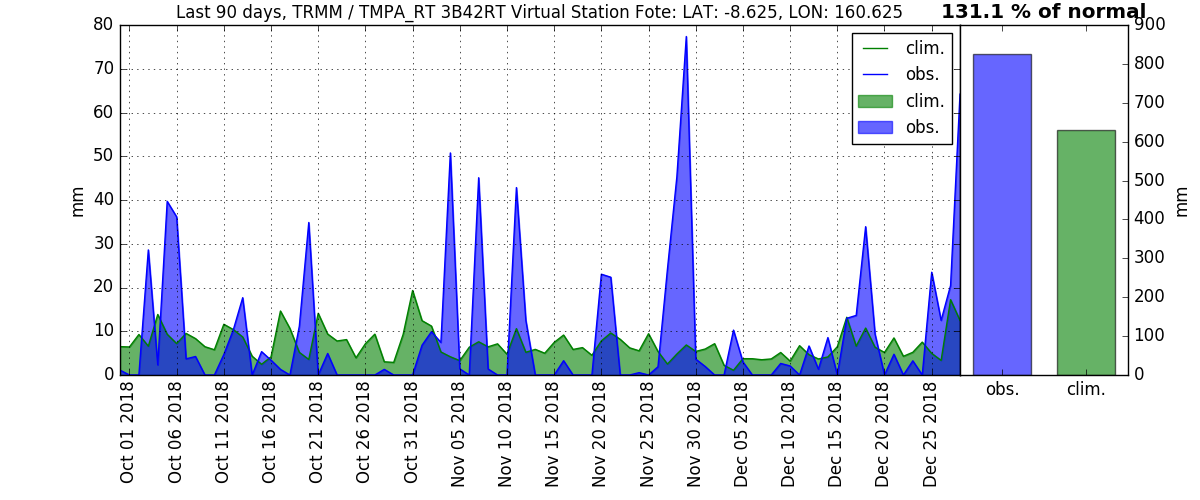 Last 90 days, TRMM / TMPA_RT 3B42RT Virtual Station Fote: LAT: -8.625, LON: 160.625
131.1 % of normal
80
70
60
50
40
30
20
10
0
mm
clim.
obs.
clim.
obs.
900
800
700
600
500
400
300
200
100
0
mm
Oct 01 2018
Oct 06 2018
Oct 11 2018
Oct 16 2018
Oct 21 2018
Oct 26 2018
Oct 31 2018
Nov 05 2018
Nov 10 2018
Nov 15 2018
Nov 20 2018
Nov 25 2018
Nov 30 2018
Dec 05 2018
Dec 10 2018
Dec 15 2018
Dec 20 2018
Dec 25 2018
obs.
clim.